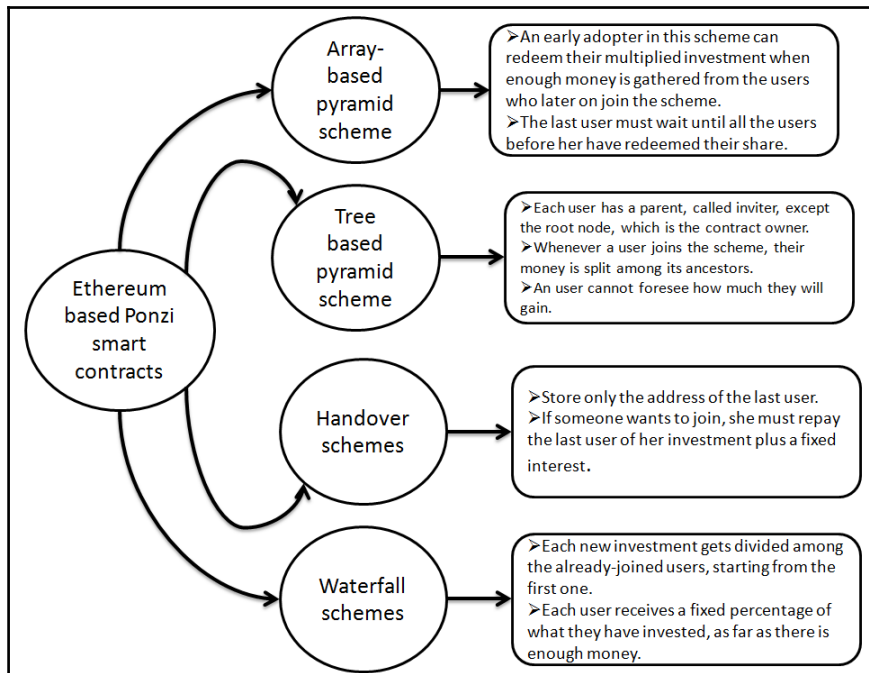 Array-
based
pyramid
scheme
➢An early adopter in this scheme can
redeem their multiplied investment when
enough money is gathered from the users
who later on join the scheme.
➢The last user must wait until all the users
before her have redeemed their share.
Tree
based
pyramid
scheme
➢Each user has a parent, called inviter, except
the root node, which is the contract owner.
➢Whenever a user joins the scheme, their
money is split among its ancestors.
➢An user cannot foresee how much they will
gain.
Ethereum
based Ponzi
smart
contracts
Handover
schemes
➢Store only the address of the last user.
➢If someone wants to join, she must repay
the last user of her investment plus a fixed
interest.
Waterfall
schemes
➢Each new investment gets divided among
the already-joined users, starting from the
first one.
➢Each user receives a fixed percentage of
what they have invested, as far as there is
enough money.